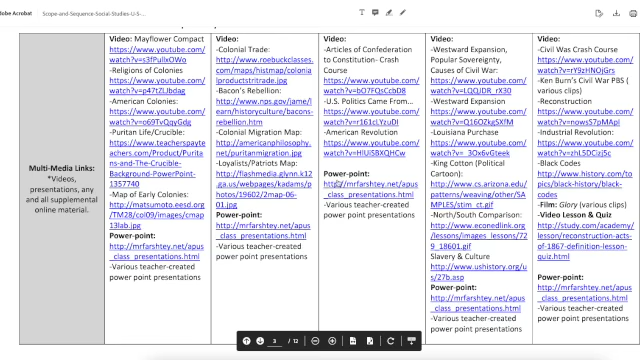 Adobe Acrobat
Scope-and-Sequence-Social-Studies-U-S-...
Multi-Media Links:
*Videos,
presentations, any
and all supplemental
online material.
Video: Mayflower Compact
https://www.youtube.com/
watch?v=s3fPullxOWo
-Religions of Colonies
https://www.youtube.com/
watch?v=p47tZLJbdag
-American Colonies:
https://www.youtube.com/
watch?v=o69TvQqyGdg
-Puritan Life/Crucible:
https://www.teacherspayte
achers.com/Product/Purita
ns-and-The-Crucible-
Background-PowerPoint-
1357740
-Map of Early Colonies:
http://matsumoto.eesd.org
/TM28/col09/images/cmap
13lab.jpg
Power-point:
http://mrfarshtey.net/apus
_class_presentations.html
-Various teacher-created
power point presentations
Video:
-Colonial Trade:
http://www.roebuckclasses.
com/maps/histmap/colonia
lproductstritrade.jpg
-Bacon's Rebellion:
http://www.nps.gov/jame/l
earn/historyculture/bacons-
rebellion.htm
-Colonial Migration Map:
http://americanphilosophy.
net/puritanmigration.jpg
-Loyalists/Patriots Map:
http://flashmedia.glynn.k12
.ga.us/webpages/kadams/p
hotos/19602/2map-06-
01.jpg
Power-point:
http://mrfarshtey.net/apus
_class_presentations.html
-Various teacher-created
power point presentations
Video:
-Articles of Confederation
to Constitution- Crash
Course
https://www.youtube.com/
watch?v=bO7FQsCcbD8
-U.S. Politics Came From...
https://www.youtube.com/
watch?v=r161cLYzuDI
-American Revolution
https://www.youtube.com/
watch?v=HlUi5BXQHCw
Power-point:
http://mrfarshtey.net/apus
_class_presentations.html
-Various teacher-created
power point presentations
Video:
-Westward Expansion,
Popular Sovereignty,
Causes of Civil War:
https://www.youtube.com/
watch?v=LQQJDR_rX30
-Westward Expansion
https://www.youtube.com/
watch?v=Q16OZkgSXfM
-Louisiana Purchase
https://www.youtube.com/
watch?v=_3Ox6vGteek
-King Cotton (Political
Cartoon):
http://www.cs.arizona.edu/
patterns/weaving/other/SA
MPLES/stim_ct.gif
-North/South Comparison:
http://www.econedlink.org
/lessons/images_lessons/72
9_18601.gif
Slavery & Culture
http://www.ushistory.org/u
s/27b.asp
Power-point:
http://mrfarshtey.net/apus
_class_presentations.html
-Various teacher-created
power point presentations
Video:
-Civil Was Crash Course
https://www.youtube.com/
watch?v=rY9zHNOjGrs
-Ken Burn's Civil War PBS (
various clips)
-Reconstruction
https://www.youtube.com/
watch?v=nowsS7pMApI
-Industrial Revolution:
https://www.youtube.com/
watch?v=zhL5DCizj5c
-Black Codes
http://www.history.com/to
pics/black-history/black-
codes
-Film: Glory (various clips)
-Video Lesson & Quiz
http://study.com/academy
/lesson/reconstruction-acts
-of-1867-definition-lesson-
quiz.html
Power-point:
http://mrfarshtey.net/apus
_class_presentations.html
3 / 12